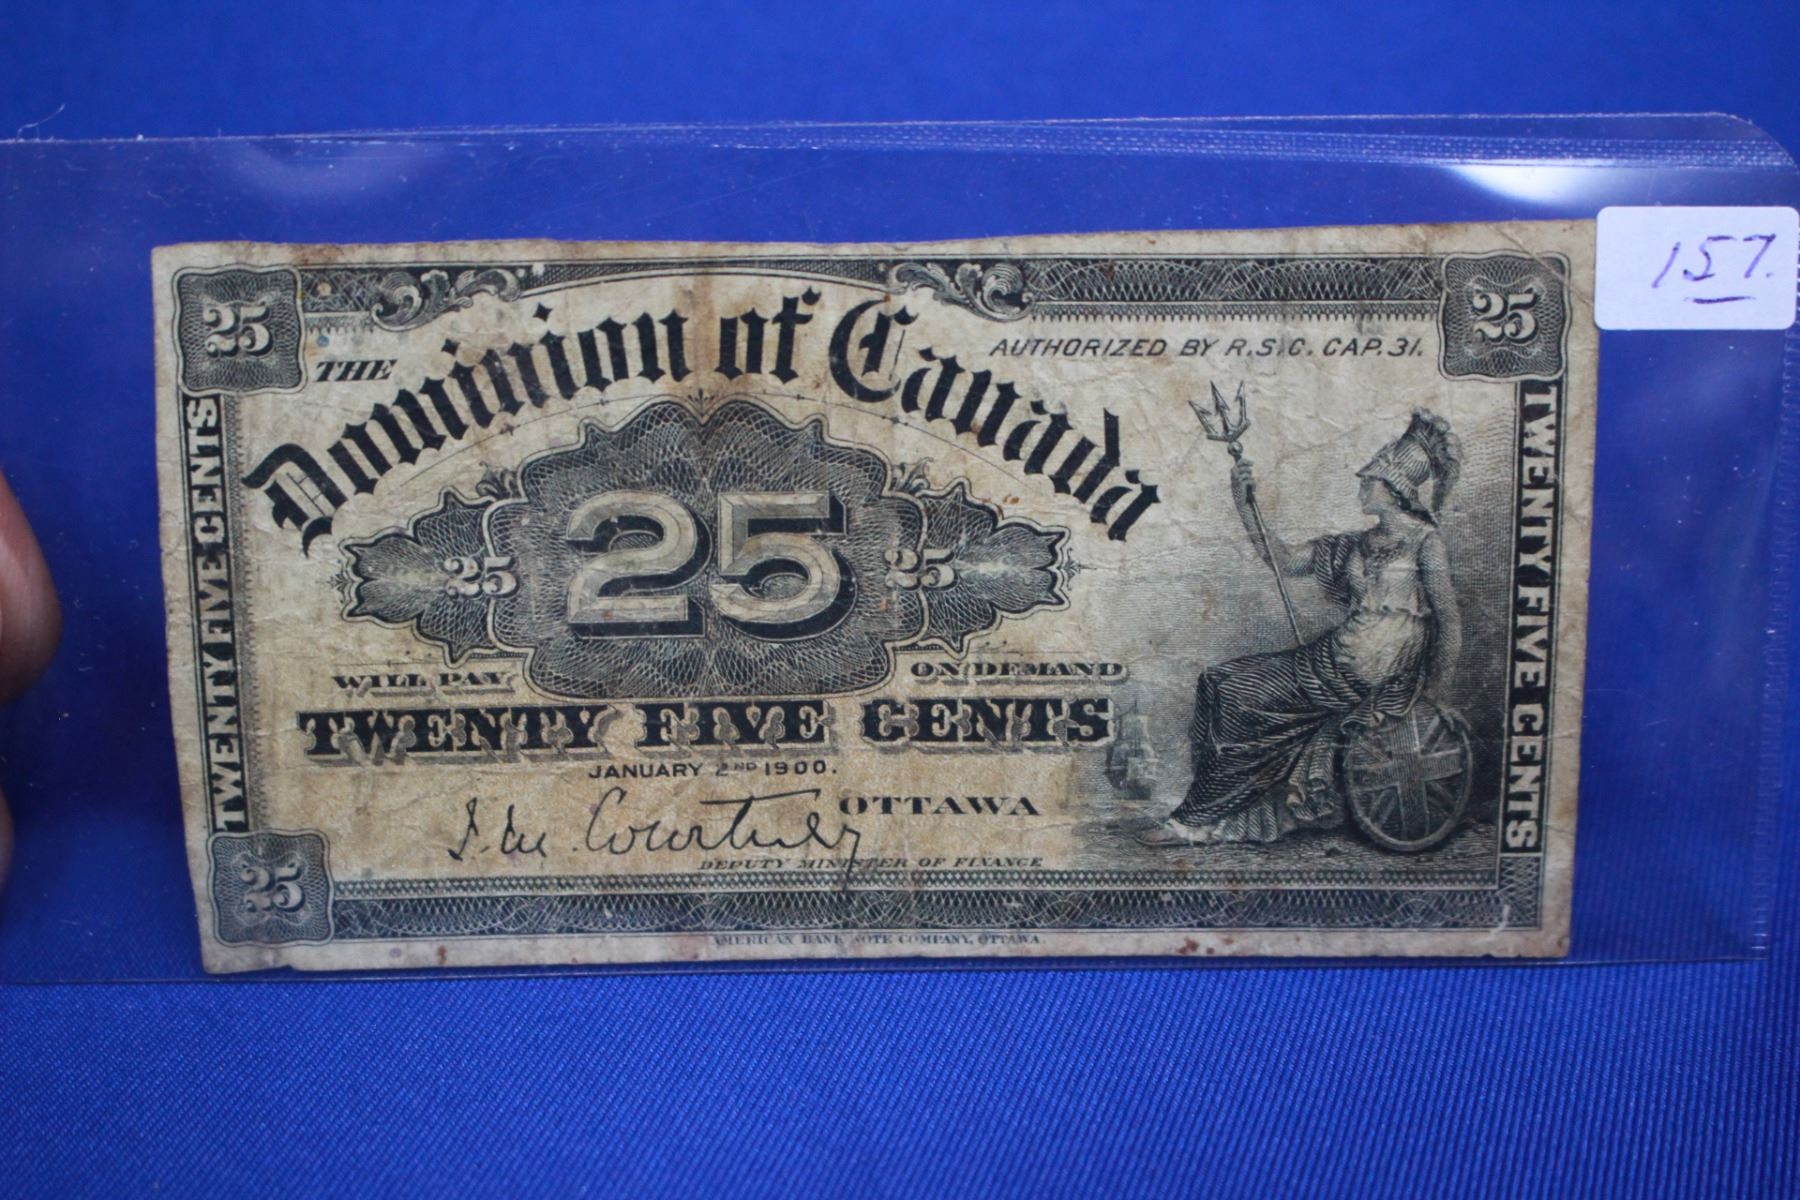 157.
25
25
THE
Dominion of Canada
AUTHORIZED BY R.S.C. CAP. 31.
TWENTY FIVE CENTS
TWENTY FIVE CENTS
25
25
25
WILL PAY
ON DEMAND
TWENTY FIVE CENTS
JANUARY 2ND 1900.
OTTAWA
J. M. Courtney
DEPUTY MINISTER OF FINANCE
25
AMERICAN BANK NOTE COMPANY, OTTAWA.